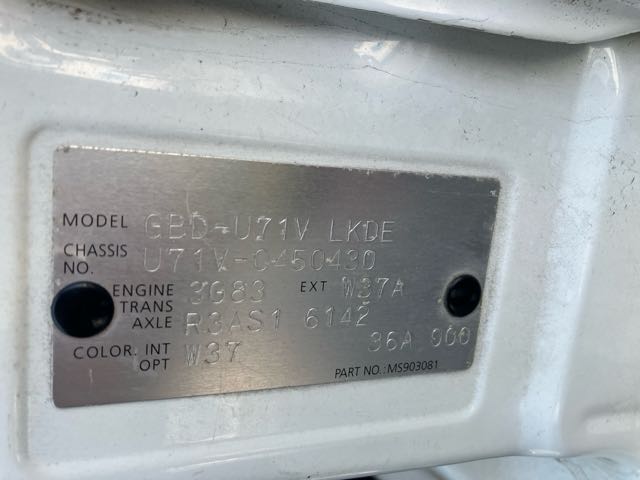 MODEL GBD-U71V LKDE
CHASSIS NO. U71V-0450430
ENGINE 3G83 EXT W37A
TRANS AXLE R3AS1 6142
COLOR. INT OPT W37 36A 900
PART NO.:MS903081